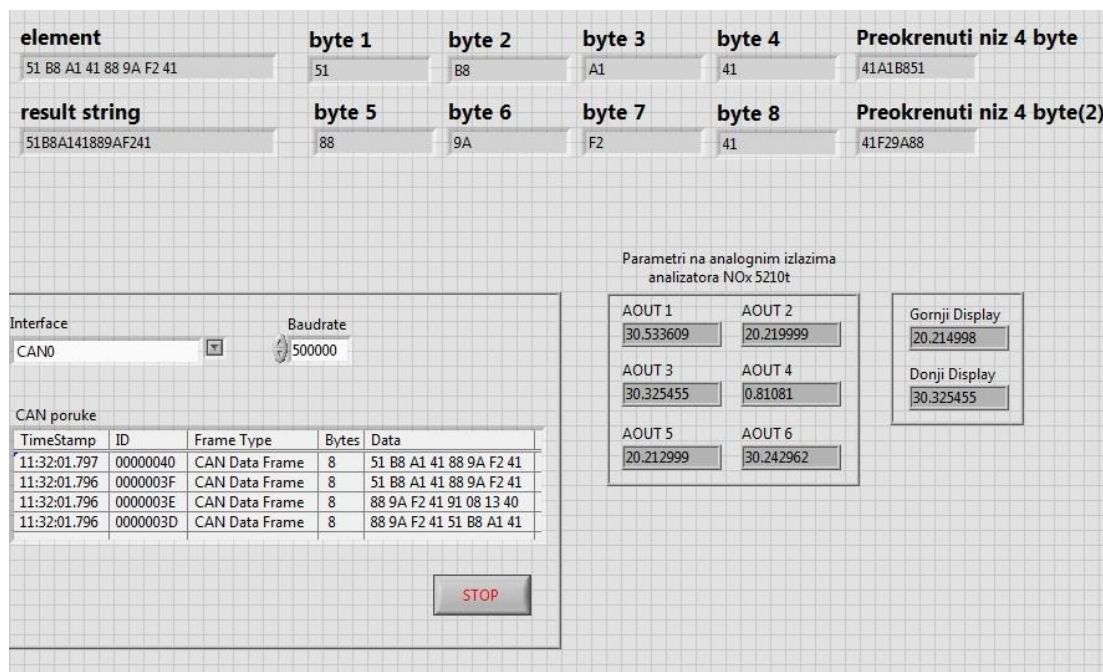 element
byte 1
byte 2
byte 3
byte 4
Preokrenuti niz 4 byte
51 B8 A1 41 88 9A F2 41
51
B8
A1
41
41A1B851
result string
byte 5
byte 6
byte 7
byte 8
Preokrenuti niz 4 byte(2)
51B8A141889AF241
88
9A
F2
41
41F29A88
Interface
Baudrate
CAN0
500000
CAN poruke
TimeStamp ID Frame Type Bytes Data
11:32:01.797 00000040 CAN Data Frame 8 51 B8 A1 41 88 9A F2 41
11:32:01.796 0000003F CAN Data Frame 8 51 B8 A1 41 88 9A F2 41
11:32:01.796 0000003E CAN Data Frame 8 88 9A F2 41 91 08 13 40
11:32:01.796 0000003D CAN Data Frame 8 88 9A F2 41 51 B8 A1 41
STOP
Parametri na analognim izlazima
analizatora NOx 5210t
AOUT 1
AOUT 2
30.533609
20.219999
AOUT 3
AOUT 4
30.325455
0.81081
AOUT 5
AOUT 6
20.212999
30.242962
Gornji Display
20.214998
Donji Display
30.325455